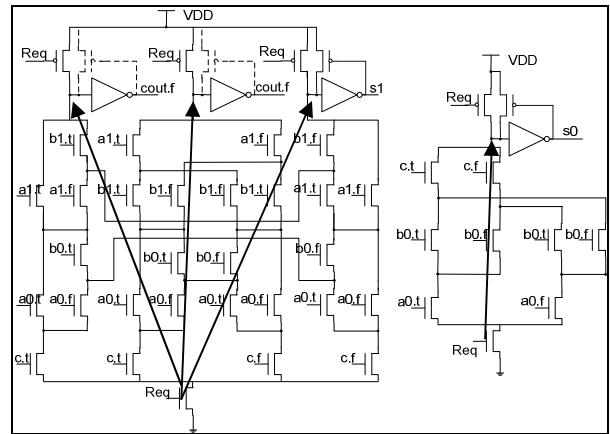 VDD
Req Req Req
cout.f cout.f s1
b1.t a1.t a1.f b1.f
a1.t a1.f b1.t b1.f b1.t a1.t a1.f
b0.t b0.t b0.f b0.f
a0.t a0.f a0.t a0.f a0.t a0.f a0.t a0.f
c.t c.t c.f c.f
Req
VDD
Req
s0
c.t c.f
b0.t b0.f b0.t b0.f
a0.t a0.f
Req